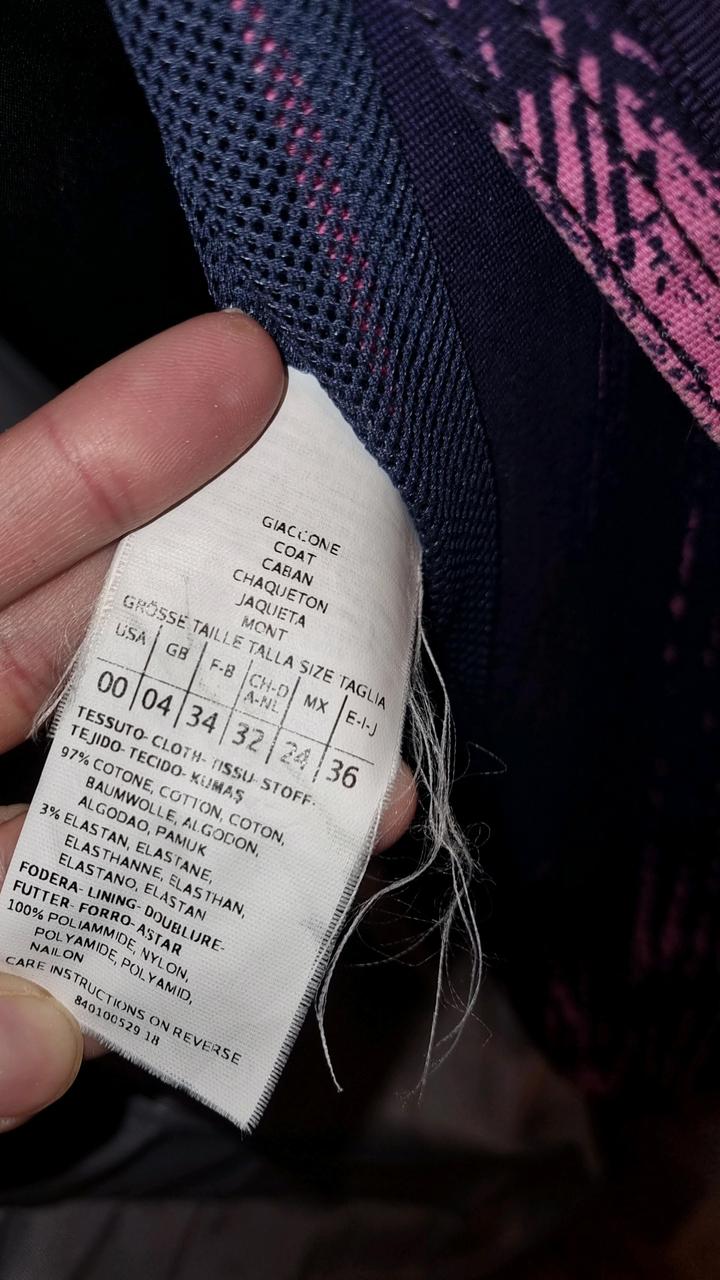 GIACCONE
COAT
CABAN
CHAQUETON
JAQUETA
MONT
GRÖSSE TAILLE TALLA SIZE TAGLIA
USA GB F-B CH-D A-NL MX E-I-J
00 04 34 32 24 36
TESSUTO- CLOTH- TISSU- STOFF-
TEJIDO- TECIDO- KUMAŞ
97% COTONE, COTTON, COTON,
BAUMWOLLE, ALGODON,
ALGODAO, PAMUK
3% ELASTAN, ELASTANE,
ELASTHANNE, ELASTHAN,
ELASTANO, ELASTAN
FODERA- LINING- DOUBLURE-
FUTTER- FORRO- ASTAR
100% POLIAMMIDE, NYLON,
POLYAMIDE, POLYAMID,
NAILON
CARE INSTRUCTIONS ON REVERSE
840100529 18